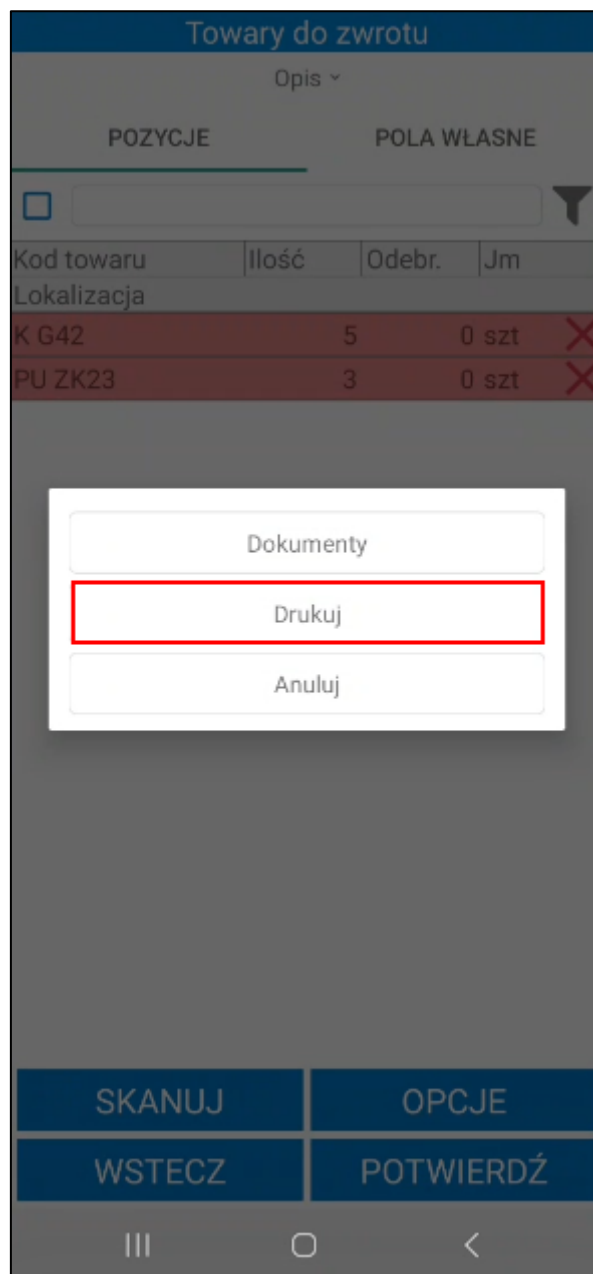 Towary do zwrotu
Opis
POZYCJE POLA WŁASNE
Kod towaru Ilość Odebr. Jm
Lokalizacja
K G42 5 0 szt
PU ZK23 3 0 szt
Dokumenty
Drukuj
Anuluj
SKANUJ OPCJE
WSTECZ POTWIERDŹ